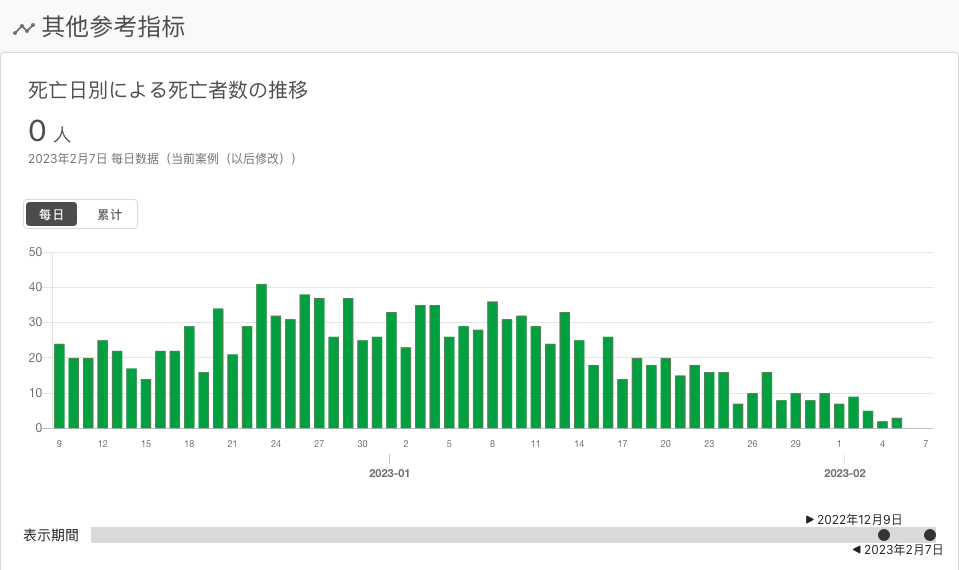 其他参考指标
死亡日別による死亡者数の推移
0 人
2023年2月7日 每日数据（当前案例（以后修改））
每日 累计
50
40
30
20
10
0
9 12 15 18 21 24 27 30 2 5 8 11 14 17 20 23 26 29 1 4 7
2023-01 2023-02
2022年12月9日
表示期間
2023年2月7日